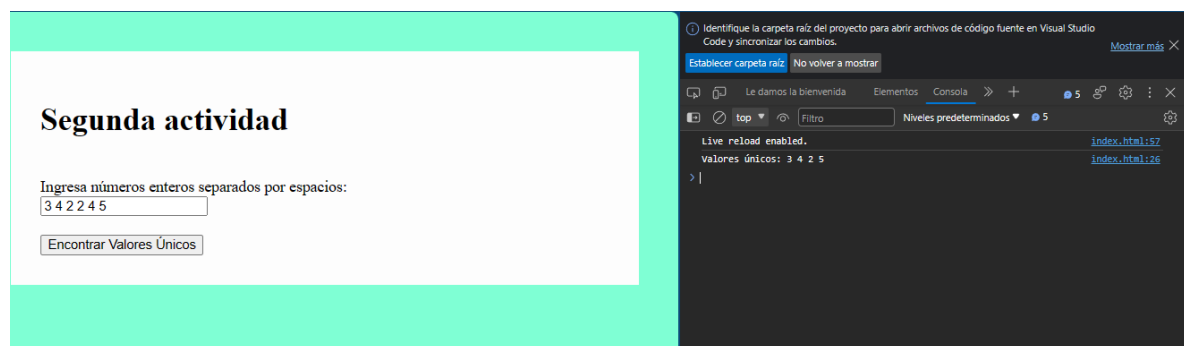 Segunda actividad
Ingresa números enteros separados por espacios:
3 4 2 2 4 5
Encontrar Valores Únicos
Identifique la carpeta raíz del proyecto para abrir archivos de código fuente en Visual Studio
Code y sincronizar los cambios.
Mostrar más
Establecer carpeta raíz No volver a mostrar
Le damos la bienvenida Elementos Consola 5
top Filtro Niveles predeterminados 5
Live reload enabled. index.html:57
Valores únicos: 3 4 2 5 index.html:26